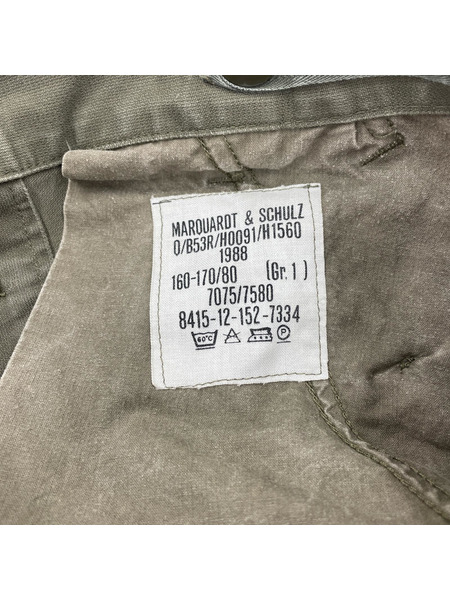 MARQUARDT & SCHULZ
O/B53R/H0091/H1560
1988
160-170/80 (Gr.1)
7075/7580
8415-12-152-7334
60°C A P